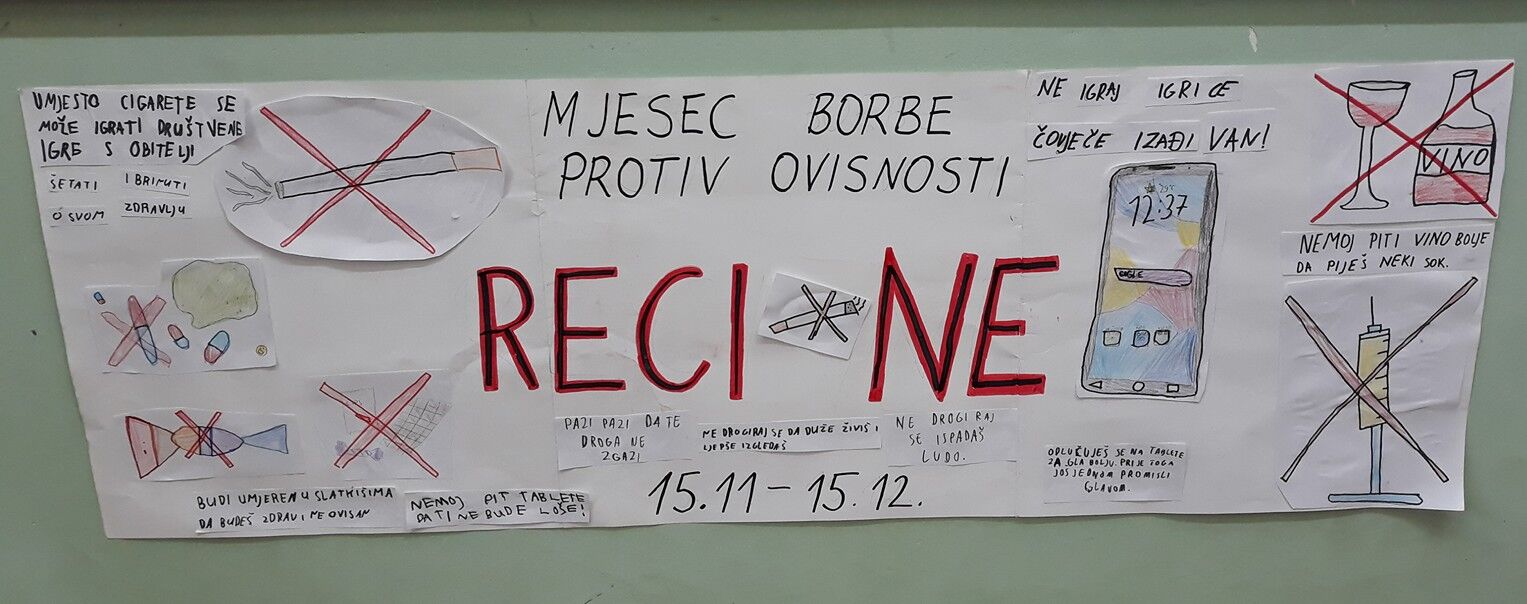 UMJESTO CIGARETE SE
MOŽE IGRATI DRUŠTVENE
IGRE S OBITELJI
ŠETATI I BRINUTI
O SVOM ZDRAVLJU
MJESEC BORBE
PROTIV OVISNOSTI
RECI NE
PAZI PAZI DA TE
DROGA NE
ZGAZI
NE DROGIRAJ SE DA DUŽE ŽIVIŠ I
LJEPŠE IZGLEDAŠ
NE DROGIRAJ
SE ISPADAŠ
LUDO.
15.11 - 15.12.
BUDI UMJEREN U SLATKIŠIMA
DA BUDEŠ ZDRAV I NE OVISAN
NEMOJ PIT TABLETE
DA TI NE BUDE LOŠE!
NE IGRAJ IGRICE
ČOVJEČE IZAĐI VAN!
12:37
VINO
NEMOJ PITI VINO BOLJE
DA PIJEŠ NEKI SOK.
ODLUČUJEŠ SE NA TABLETE
ZA GLAVOBOLJU. PRIJE TOGA
JOŠ JEDNOM PROMISLI
GLAVOM.